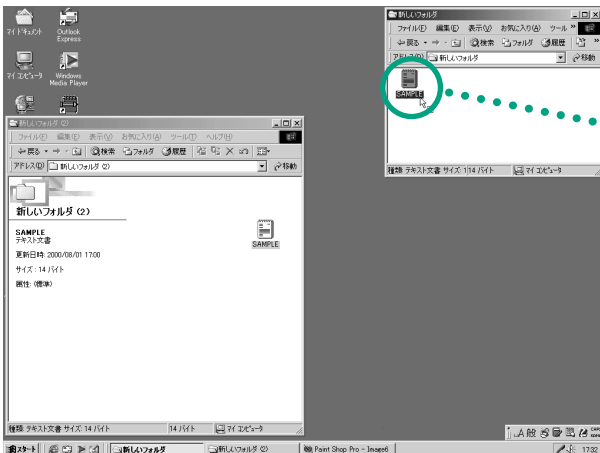 マイ ドキュメント
Outlook
Express
マイ コンピュータ
Windows
Media Player
新しいフォルダ (2)
ファイル(F) 編集(E) 表示(V) お気に入り(A) ツール(T) ヘルプ(H)
戻る 検索 フォルダ 履歴
アドレス(D) 新しいフォルダ (2) 移動
新しいフォルダ (2)
SAMPLE
テキスト文書
更新日時: 2000/08/01 17:00
サイズ: 14 バイト
属性: (標準)
SAMPLE
種類: テキスト文書 サイズ: 14 バイト 14 バイト マイ コンピュータ
新しいフォルダ
ファイル(F) 編集(E) 表示(V) お気に入り(A) ツール »
戻る 検索 フォルダ 履歴 »
アドレス(D) 新しいフォルダ 移動
SAMPLE
種類: テキスト文書 サイズ: 1 14 バイト マイ コンピュータ
A 般
スタート 新しいフォルダ 新しいフォルダ (2) Paint Shop Pro - Image6 17:32